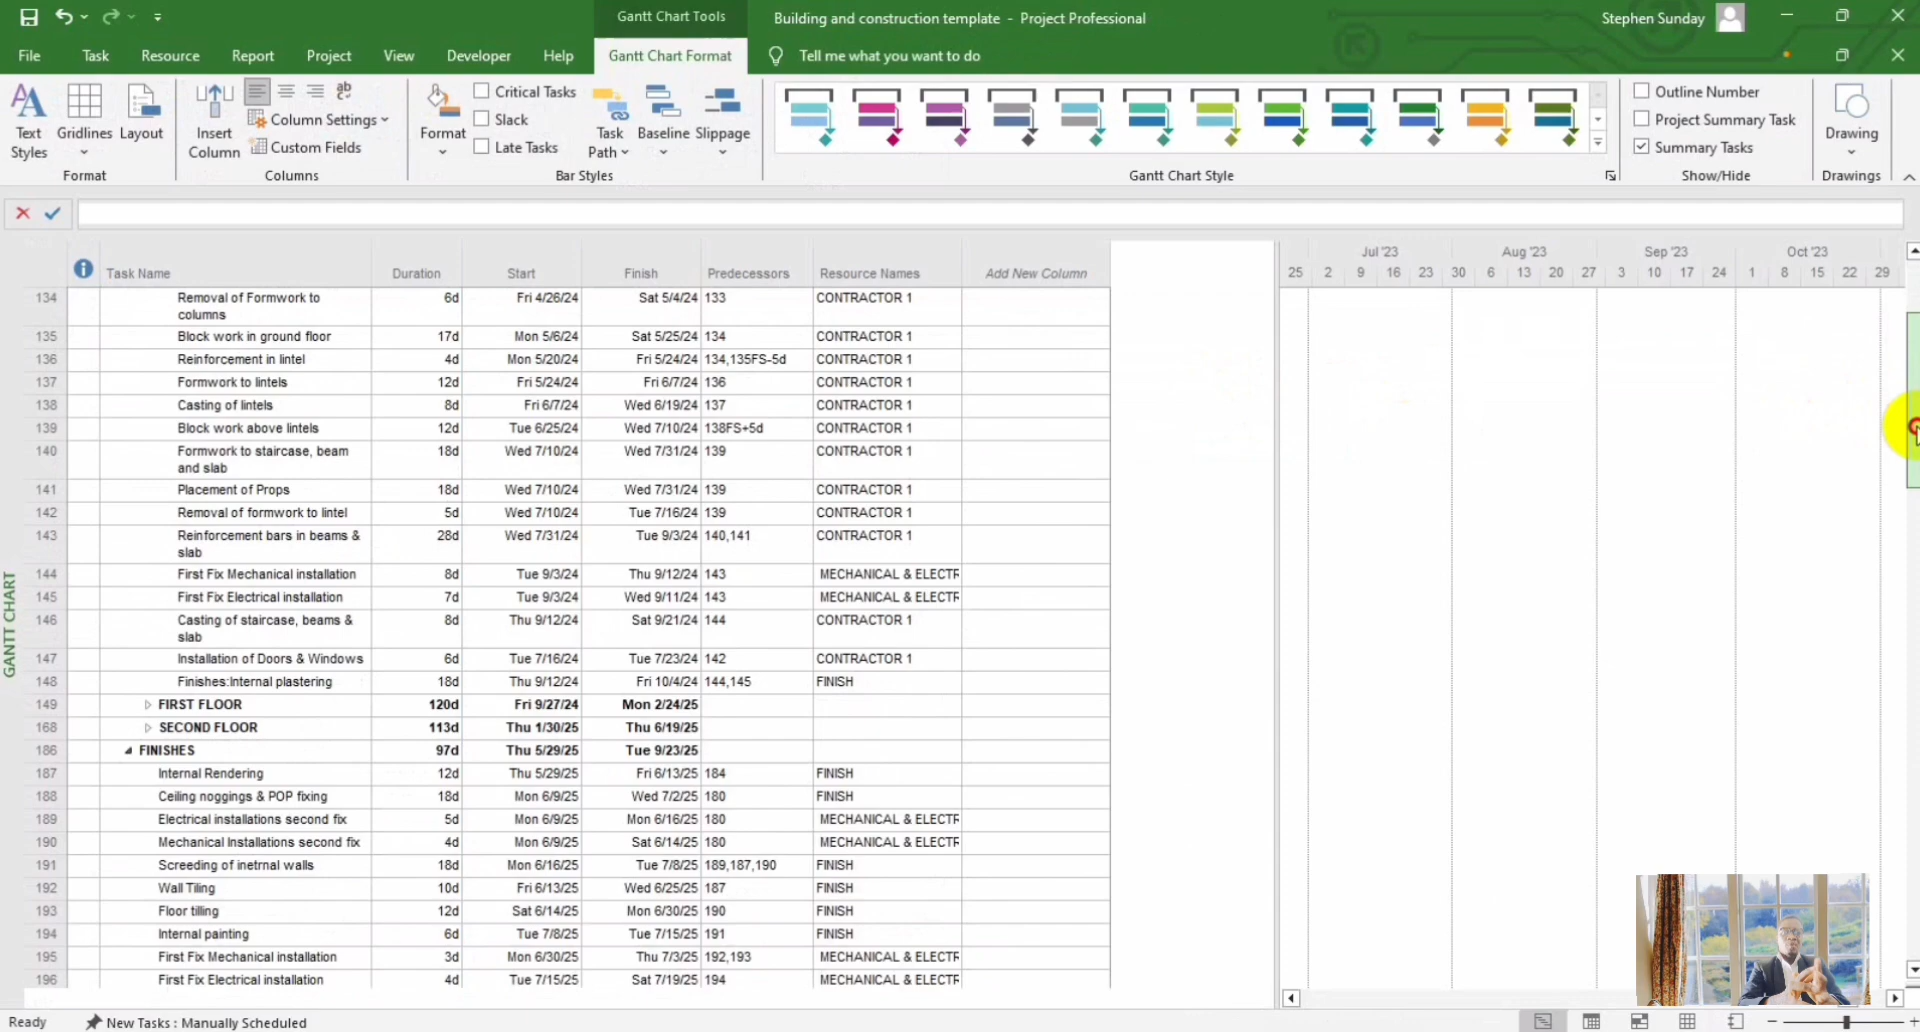 Gantt Chart Tools
Building and construction template - Project Professional
Stephen Sunday
File Task Resource Report Project View Developer Help Gantt Chart Format Tell me what you want to do
Text Styles
Gridlines
Layout
Format
Insert Column
Column Settings
Custom Fields
Columns
Format
Critical Tasks
Slack
Late Tasks
Task Path
Baseline
Slippage
Bar Styles
Gantt Chart Style
Outline Number
Project Summary Task
Summary Tasks
Show/Hide
Drawing
Drawings
Task Name Duration Start Finish Predecessors Resource Names Add New Column
Jul '23 Aug '23 Sep '23 Oct '23
25 2 9 16 23 30 6 13 20 27 3 10 17 24 1 8 15 22 29
134 Removal of Formwork to columns 6d Fri 4/26/24 Sat 5/4/24 133 CONTRACTOR 1
135 Block work in ground floor 17d Mon 5/6/24 Sat 5/25/24 134 CONTRACTOR 1
136 Reinforcement in lintel 4d Mon 5/20/24 Fri 5/24/24 134,135FS-5d CONTRACTOR 1
137 Formwork to lintels 12d Fri 5/24/24 Fri 6/7/24 136 CONTRACTOR 1
138 Casting of lintels 8d Fri 6/7/24 Wed 6/19/24 137 CONTRACTOR 1
139 Block work above lintels 12d Tue 6/25/24 Wed 7/10/24 138FS+5d CONTRACTOR 1
140 Formwork to staircase, beam and slab 18d Wed 7/10/24 Wed 7/31/24 139 CONTRACTOR 1
141 Placement of Props 18d Wed 7/10/24 Wed 7/31/24 139 CONTRACTOR 1
142 Removal of formwork to lintel 5d Wed 7/10/24 Tue 7/16/24 139 CONTRACTOR 1
143 Reinforcement bars in beams & slab 28d Wed 7/31/24 Tue 9/3/24 140,141 CONTRACTOR 1
144 First Fix Mechanical installation 8d Tue 9/3/24 Thu 9/12/24 143 MECHANICAL & ELECTR
145 First Fix Electrical installation 7d Tue 9/3/24 Wed 9/11/24 143 MECHANICAL & ELECTR
146 Casting of staircase, beams & slab 8d Thu 9/12/24 Sat 9/21/24 144 CONTRACTOR 1
147 Installation of Doors & Windows 6d Tue 7/16/24 Tue 7/23/24 142 CONTRACTOR 1
148 Finishes:Internal plastering 18d Thu 9/12/24 Fri 10/4/24 144,145 FINISH
149 FIRST FLOOR 120d Fri 9/27/24 Mon 2/24/25
168 SECOND FLOOR 113d Thu 1/30/25 Thu 6/19/25
186 FINISHES 97d Thu 5/29/25 Tue 9/23/25
187 Internal Rendering 12d Thu 5/29/25 Fri 6/13/25 184 FINISH
188 Ceiling noggings & POP fixing 18d Mon 6/9/25 Wed 7/2/25 180 FINISH
189 Electrical installations second fix 5d Mon 6/9/25 Mon 6/16/25 180 MECHANICAL & ELECTR
190 Mechanical Installations second fix 4d Mon 6/9/25 Sat 6/14/25 180 MECHANICAL & ELECTR
191 Screeding of inetrnal walls 18d Mon 6/16/25 Tue 7/8/25 189,187,190 FINISH
192 Wall Tiling 10d Fri 6/13/25 Wed 6/25/25 187 FINISH
193 Floor tilling 12d Sat 6/14/25 Mon 6/30/25 190 FINISH
194 Internal painting 6d Tue 7/8/25 Tue 7/15/25 191 FINISH
195 First Fix Mechanical installation 3d Mon 6/30/25 Thu 7/3/25 192,193 MECHANICAL & ELECTR
196 First Fix Electrical installation 4d Tue 7/15/25 Sat 7/19/25 194 MECHANICAL & ELECTR
GANTT CHART
Ready New Tasks : Manually Scheduled